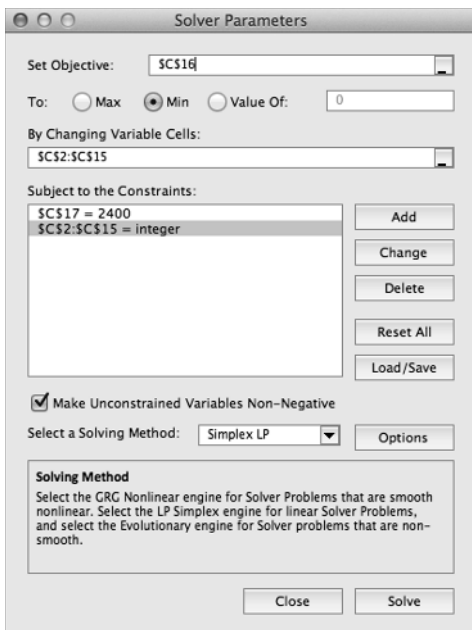 Solver Parameters
Set Objective: $C$16
To: Max Min Value Of: 0
By Changing Variable Cells:
$C$2:$C$15
Subject to the Constraints:
$C$17 = 2400
$C$2:$C$15 = integer
Add
Change
Delete
Reset All
Load/Save
Make Unconstrained Variables Non-Negative
Select a Solving Method: Simplex LP Options
Solving Method
Select the GRG Nonlinear engine for Solver Problems that are smooth
nonlinear. Select the LP Simplex engine for linear Solver Problems,
and select the Evolutionary engine for Solver problems that are non-
smooth.
Close Solve